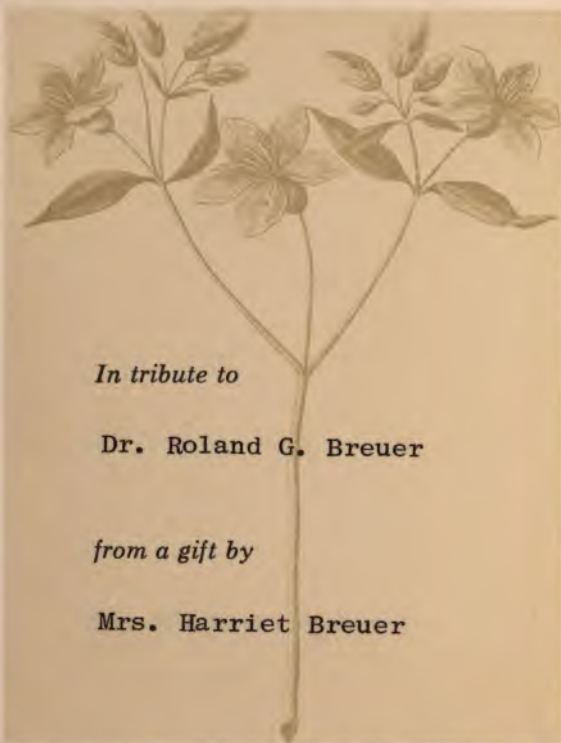 In tribute to
Dr. Roland G. Breuer
from a gift by
Mrs. Harriet Breuer